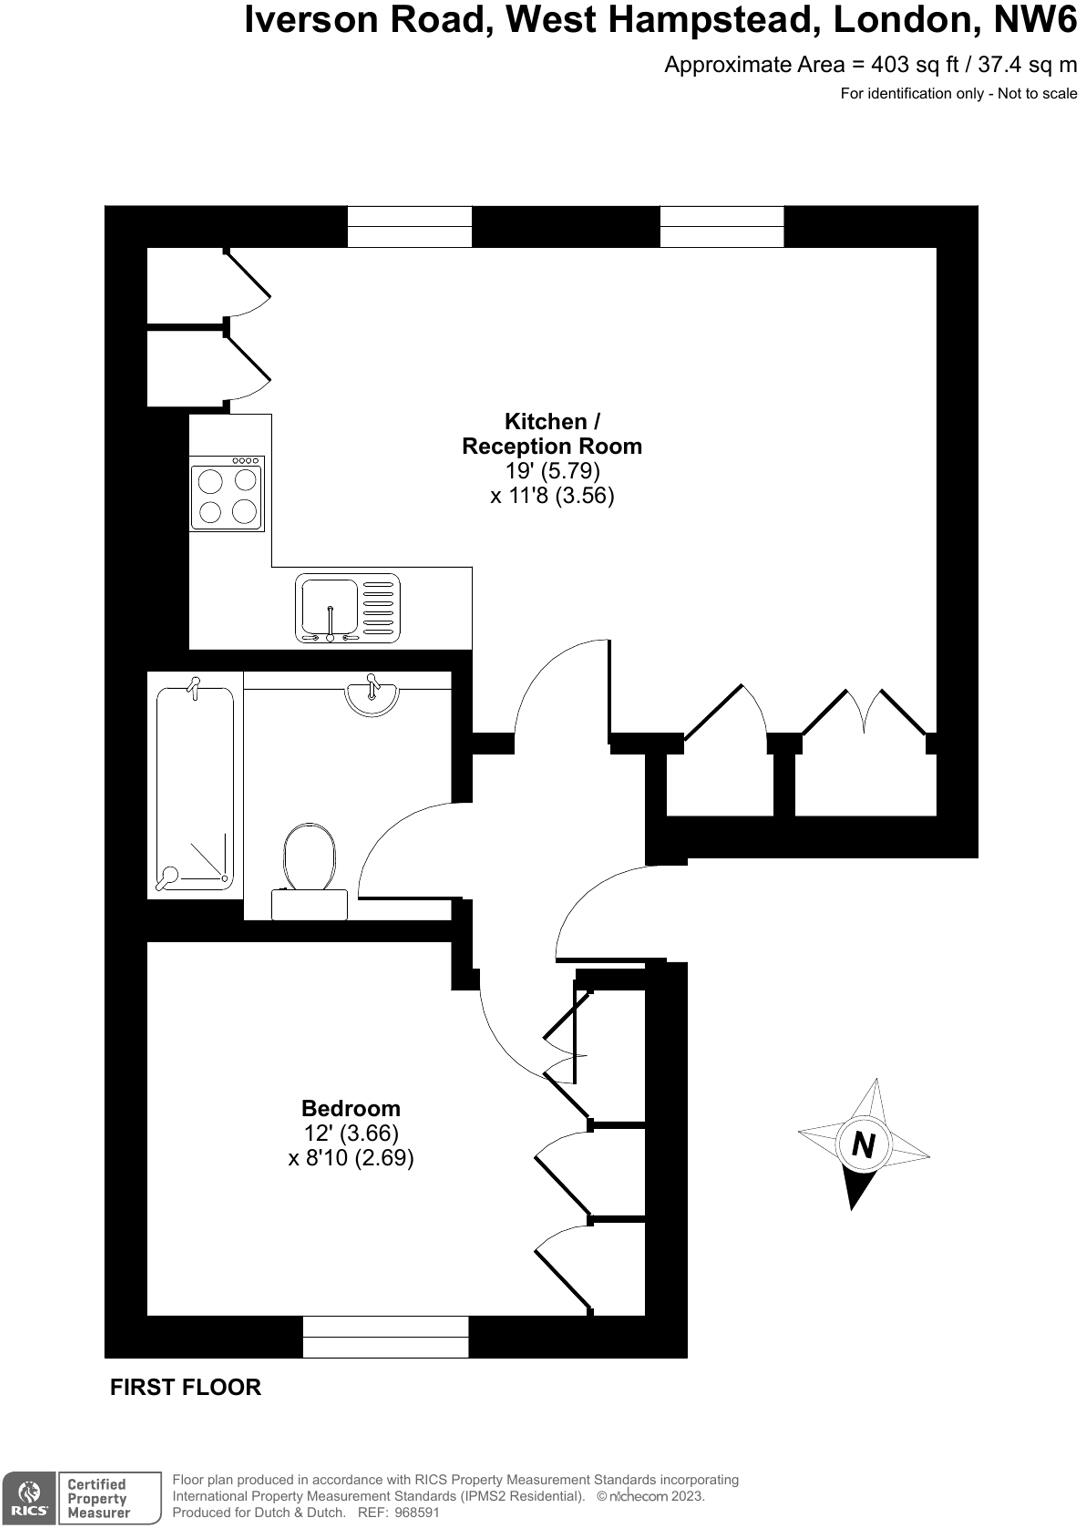 Iverson Road, West Hampstead, London, NW6
Approximate Area = 403 sq ft / 37.4 sq m
For identification only - Not to scale
Kitchen /
Reception Room
19' (5.79)
x 11'8 (3.56)
Bedroom
12' (3.66)
x 8'10 (2.69)
N
FIRST FLOOR
RICS
Certified
Property
Measurer
Floor plan produced in accordance with RICS Property Measurement Standards incorporating
International Property Measurement Standards (IPMS2 Residential). © nichecom 2023.
Produced for Dutch & Dutch. REF: 968591